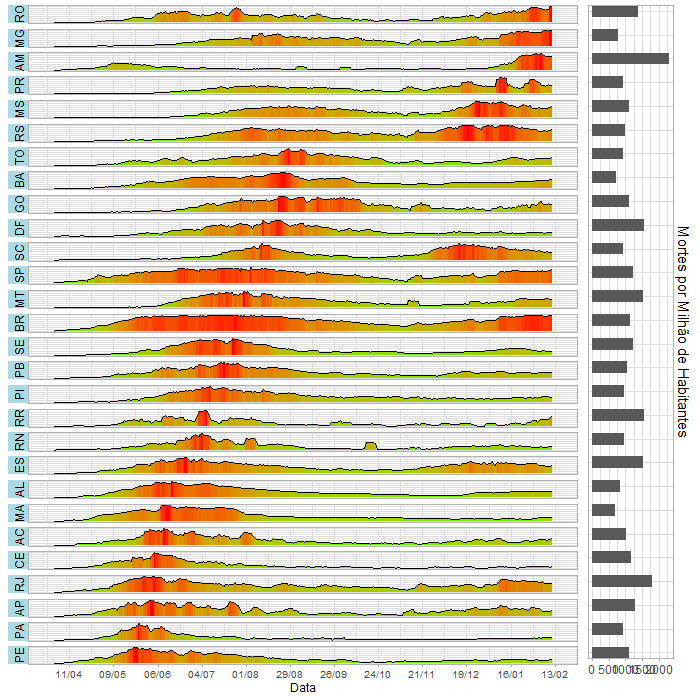 RO
MG
AM
PR
MS
RS
TO
BA
GO
DF
SC
SP
MT
BR
SE
PB
PI
RR
RN
ES
AL
MA
AC
CE
RJ
AP
PA
PE
11/04 09/05 06/06 04/07 01/08 29/08 26/09 24/10 21/11 19/12 16/01 13/02
Data
0 500 1000 1500 2000
Mortes por Milhão de Habitantes